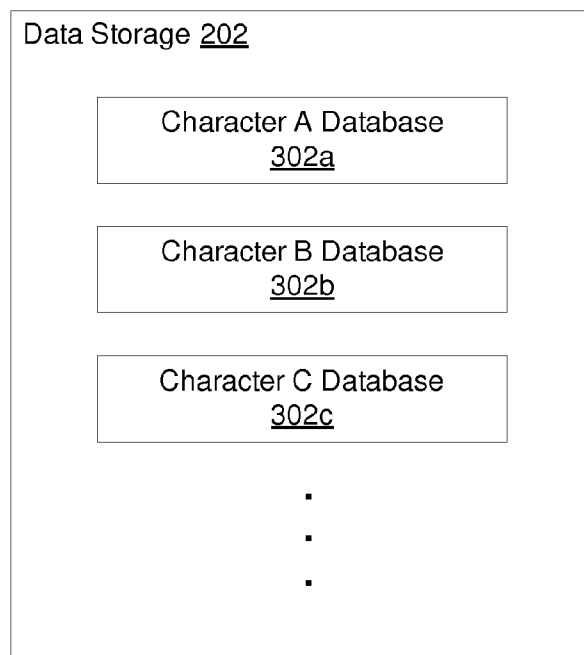 Data Storage 202
Character A Database
302a
Character B Database
302b
Character C Database
302c